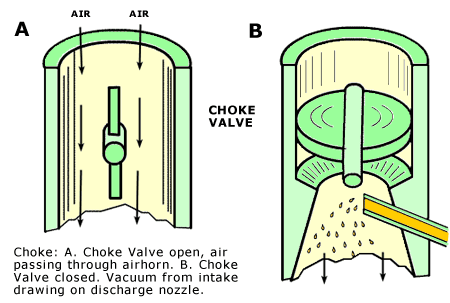 AIR AIR
A
B
CHOKE
VALVE
Choke: A. Choke Valve open, air
passing through airhorn. B. Choke
Valve closed. Vacuum from intake
drawing on discharge nozzle.